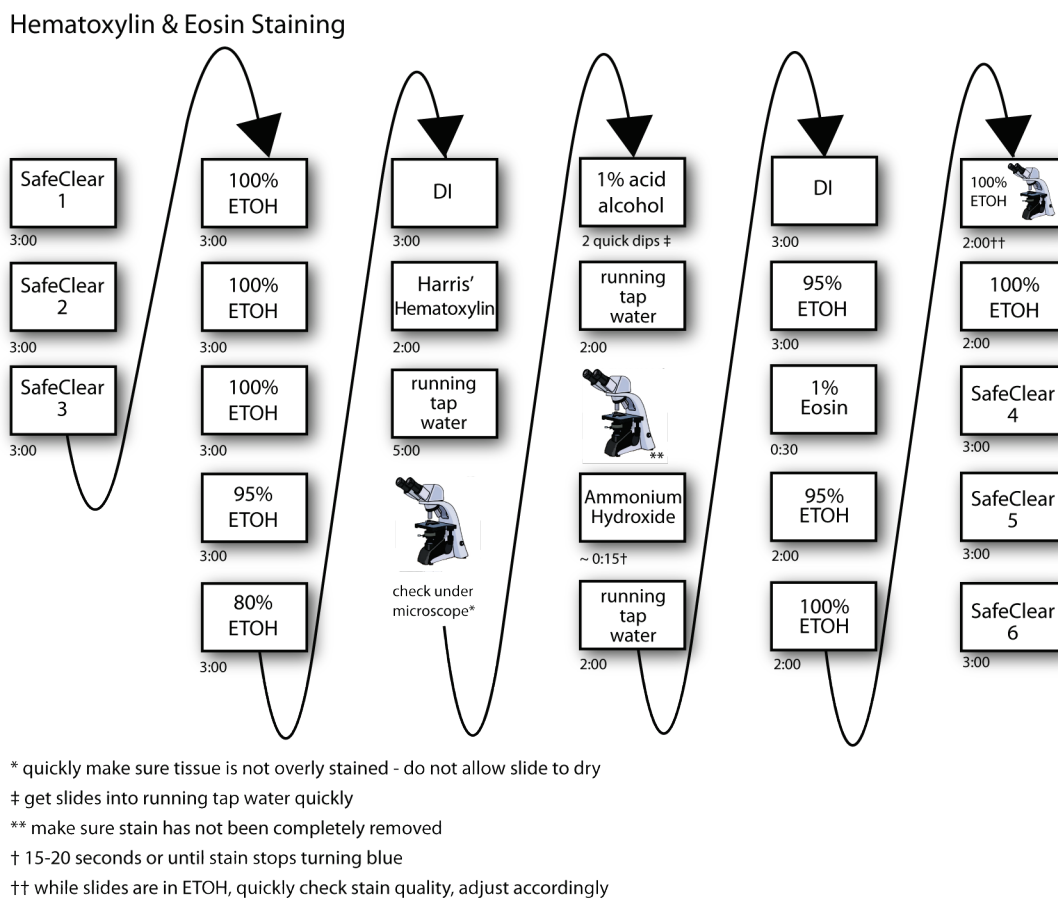 Hematoxylin & Eosin Staining
SafeClear
1
3:00
SafeClear
2
3:00
SafeClear
3
3:00
100%
ETOH
3:00
100%
ETOH
3:00
100%
ETOH
3:00
95%
ETOH
3:00
80%
ETOH
3:00
DI
3:00
Harris'
Hematoxylin
2:00
running
tap
water
5:00
check under
microscope*
1% acid
alcohol
2 quick dips ‡
running
tap
water
2:00
**
Ammonium
Hydroxide
~ 0:15†
running
tap
water
2:00
DI
3:00
95%
ETOH
3:00
1%
Eosin
0:30
95%
ETOH
2:00
100%
ETOH
2:00
100%
ETOH
2:00††
100%
ETOH
2:00
SafeClear
4
3:00
SafeClear
5
3:00
SafeClear
6
3:00
* quickly make sure tissue is not overly stained - do not allow slide to dry
‡ get slides into running tap water quickly
** make sure stain has not been completely removed
† 15-20 seconds or until stain stops turning blue
†† while slides are in ETOH, quickly check stain quality, adjust accordingly